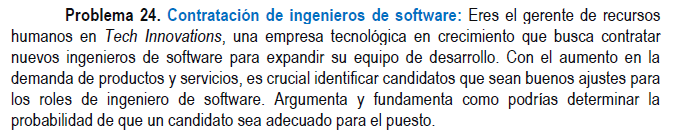 Problema 24. Contratación de ingenieros de software: Eres el gerente de recursos
humanos en Tech Innovations, una empresa tecnológica en crecimiento que busca contratar
nuevos ingenieros de software para expandir su equipo de desarrollo. Con el aumento en la
demanda de productos y servicios, es crucial identificar candidatos que sean buenos ajustes para
los roles de ingeniero de software. Argumenta y fundamenta como podrías determinar la
probabilidad de que un candidato sea adecuado para el puesto.